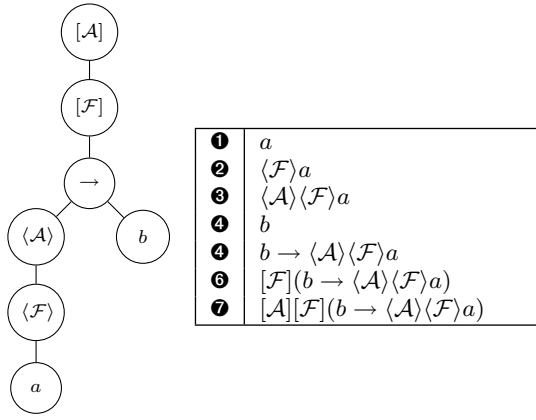 [𝒜]
[ℱ]
→
⟨𝒜⟩
b
⟨ℱ⟩
a
❶ a
❷ ⟨ℱ⟩a
❸ ⟨𝒜⟩⟨ℱ⟩a
❹ b
❹ b → ⟨𝒜⟩⟨ℱ⟩a
❻ [ℱ](b → ⟨𝒜⟩⟨ℱ⟩a)
❼ [𝒜][ℱ](b → ⟨𝒜⟩⟨ℱ⟩a)